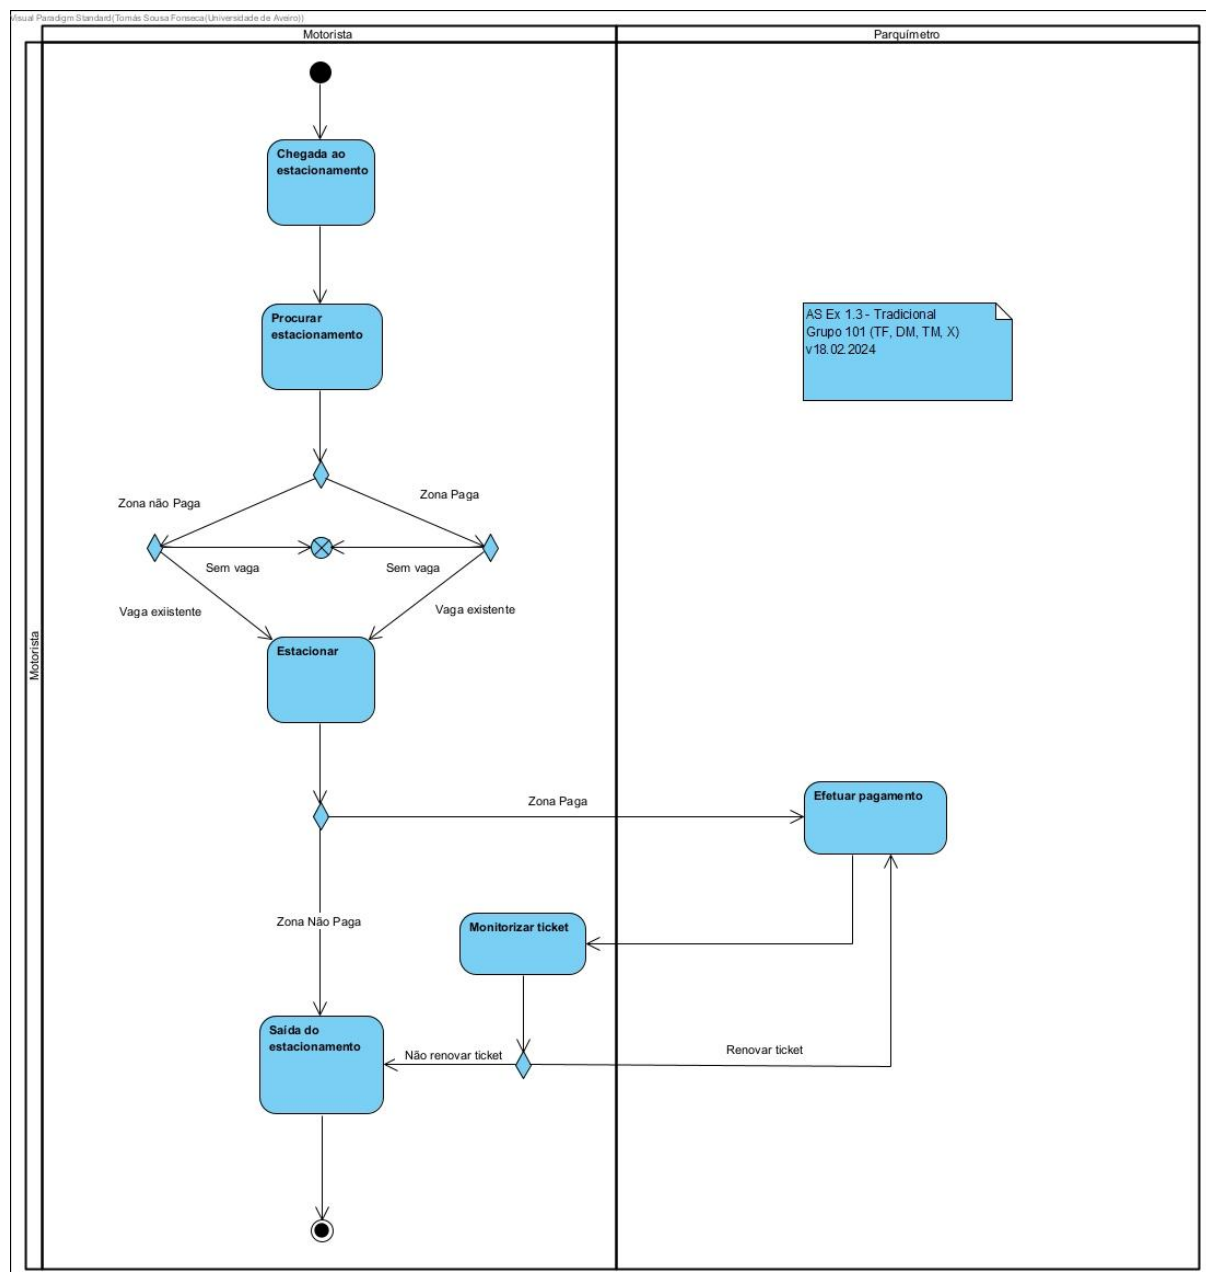 Visual Paradigm Standard(Tomás Sousa Fonseca(Universidade de Aveiro))
Motorista
Parquímetro
Motorista
Chegada ao
estacionamento
Procurar
estacionamento
AS Ex 1.3 - Tradicional
Grupo 101 (TF, DM, TM, X)
v18.02.2024
Zona não Paga
Zona Paga
Sem vaga
Sem vaga
Vaga exiistente
Vaga existente
Estacionar
Zona Paga
Efetuar pagamento
Zona Não Paga
Monitorizar ticket
Saída do
estacionamento
Não renovar ticket
Renovar ticket